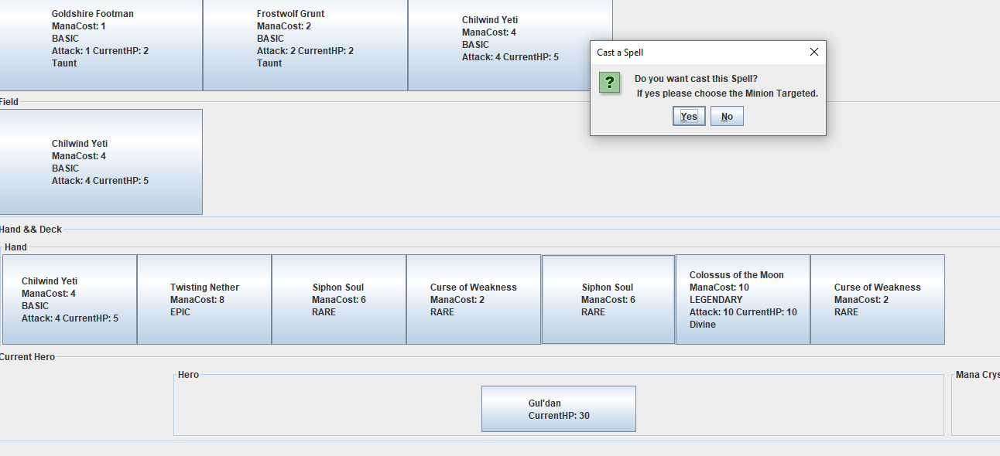 Goldshire Footman
ManaCost: 1
BASIC
Attack: 1 CurrentHP: 2
Taunt
Frostwolf Grunt
ManaCost: 2
BASIC
Attack: 2 CurrentHP: 2
Taunt
Chilwind Yeti
ManaCost: 4
BASIC
Attack: 4 CurrentHP: 5
Cast a Spell
Do you want cast this Spell?
If yes please choose the Minion Targeted.
Yes
No
Field
Chilwind Yeti
ManaCost: 4
BASIC
Attack: 4 CurrentHP: 5
Hand && Deck
Hand
Chilwind Yeti
ManaCost: 4
BASIC
Attack: 4 CurrentHP: 5
Twisting Nether
ManaCost: 8
EPIC
Siphon Soul
ManaCost: 6
RARE
Curse of Weakness
ManaCost: 2
RARE
Siphon Soul
ManaCost: 6
RARE
Colossus of the Moon
ManaCost: 10
LEGENDARY
Attack: 10 CurrentHP: 10
Divine
Curse of Weakness
ManaCost: 2
RARE
Current Hero
Hero
Gul'dan
CurrentHP: 30
Mana Crys